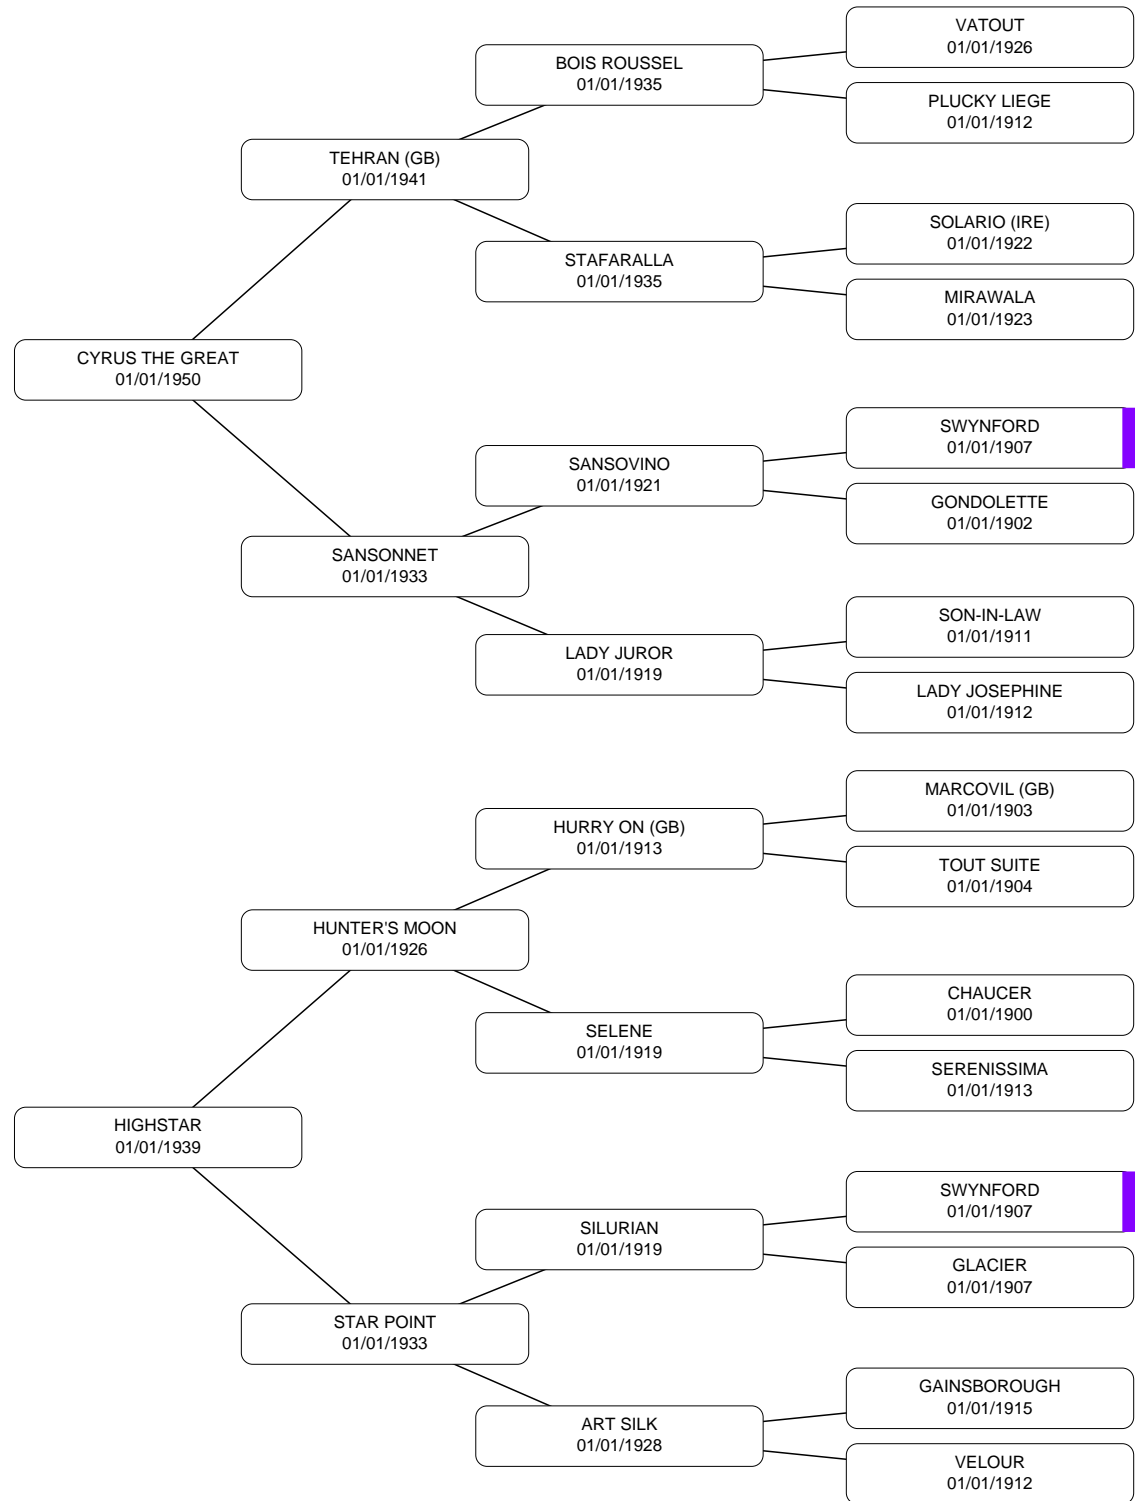 VATOUT
01/01/1926
BOIS ROUSSEL
01/01/1935
PLUCKY LIEGE
01/01/1912
TEHRAN (GB)
01/01/1941
SOLARIO (IRE)
01/01/1922
STAFARALLA
01/01/1935
MIRAWALA
01/01/1923
CYRUS THE GREAT
01/01/1950
SWYNFORD
01/01/1907
SANSOVINO
01/01/1921
GONDOLETTE
01/01/1902
SANSONNET
01/01/1933
SON-IN-LAW
01/01/1911
LADY JUROR
01/01/1919
LADY JOSEPHINE
01/01/1912
MARCOVIL (GB)
01/01/1903
HURRY ON (GB)
01/01/1913
TOUT SUITE
01/01/1904
HUNTER'S MOON
01/01/1926
CHAUCER
01/01/1900
SELENE
01/01/1919
SERENISSIMA
01/01/1913
HIGHSTAR
01/01/1939
SWYNFORD
01/01/1907
SILURIAN
01/01/1919
GLACIER
01/01/1907
STAR POINT
01/01/1933
GAINSBOROUGH
01/01/1915
ART SILK
01/01/1928
VELOUR
01/01/1912